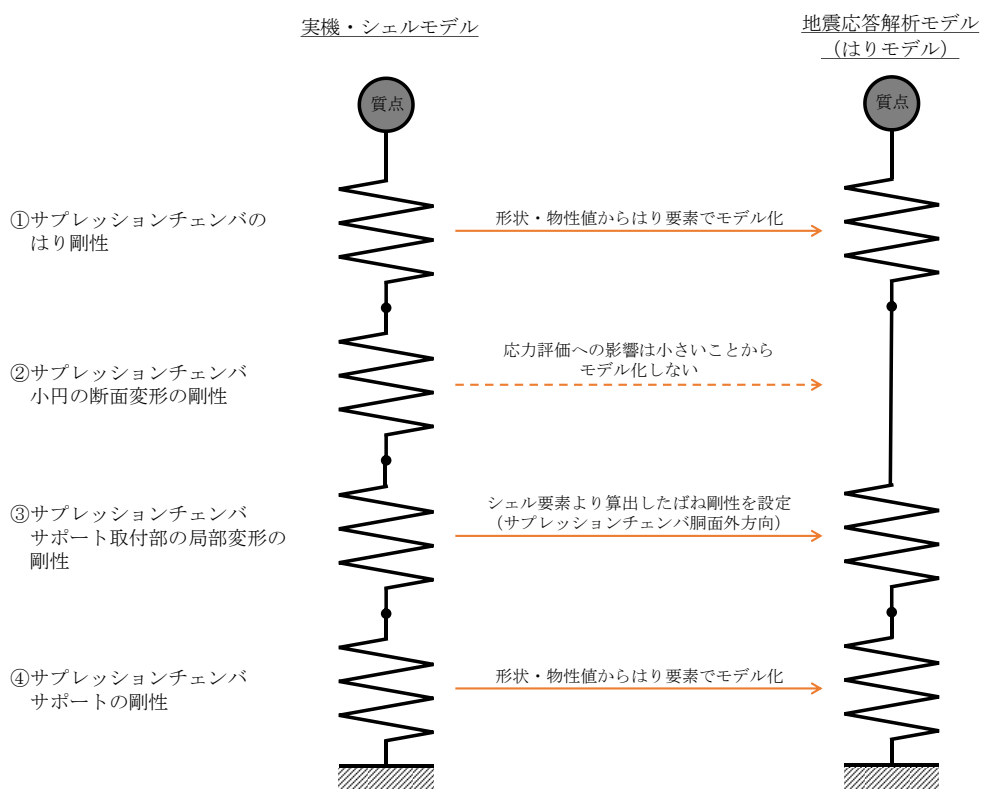 実機・シェルモデル
地震応答解析モデル
（はりモデル）
質点
質点
①サプレッションチェンバの
はり剛性
形状・物性値からはり要素でモデル化
②サプレッションチェンバ
小円の断面変形の剛性
応力評価への影響は小さいことから
モデル化しない
③サプレッションチェンバ
サポート取付部の局部変形の
剛性
シェル要素より算出したばね剛性を設定
（サプレッションチェンバ胴面外方向）
④サプレッションチェンバ
サポートの剛性
形状・物性値からはり要素でモデル化